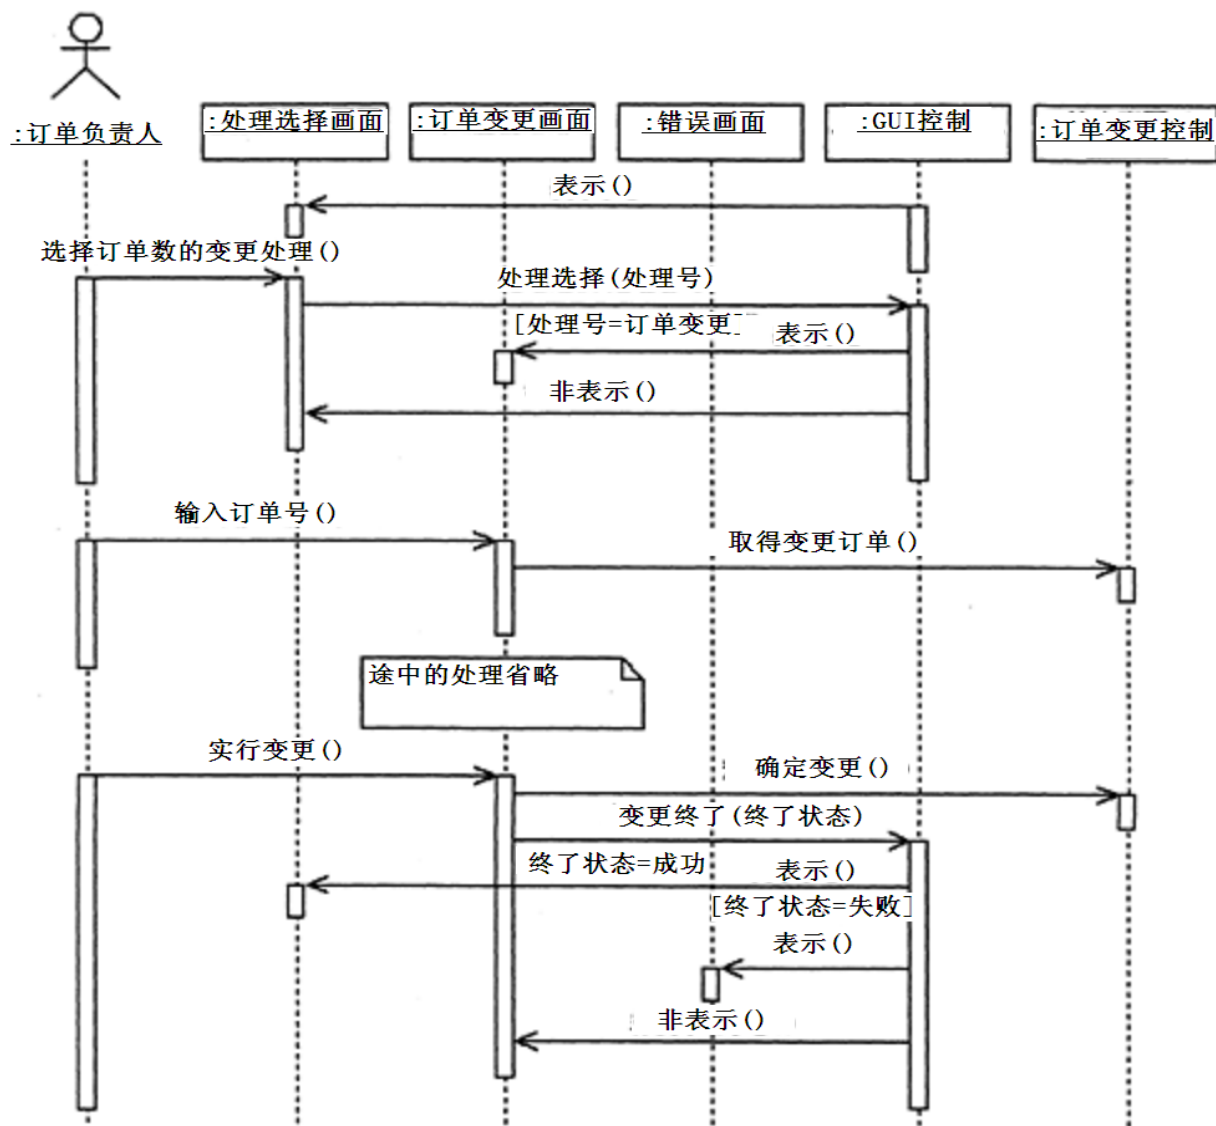 :订单负责人
:处理选择画面
:订单变更画面
:错误画面
:GUI控制
:订单变更控制
表示()
选择订单数的变更处理()
处理选择(处理号)
[处理号=订单变更]
表示()
非表示()
输入订单号()
取得变更订单()
途中的处理省略
实行变更()
确定变更()
变更终了(终了状态)
终了状态=成功
表示()
[终了状态=失败]
表示()
非表示()